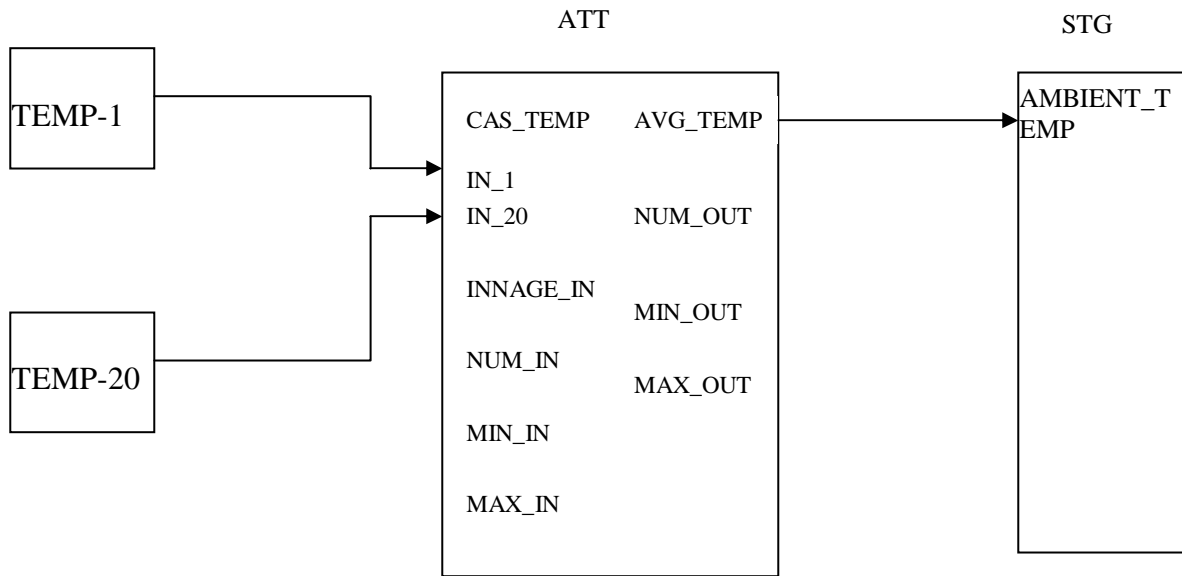 ATT
STG
TEMP-1
CAS_TEMP
AVG_TEMP
AMBIENT_T
EMP
IN_1
IN_20
NUM_OUT
INNAGE_IN
MIN_OUT
NUM_IN
TEMP-20
MAX_OUT
MIN_IN
MAX_IN